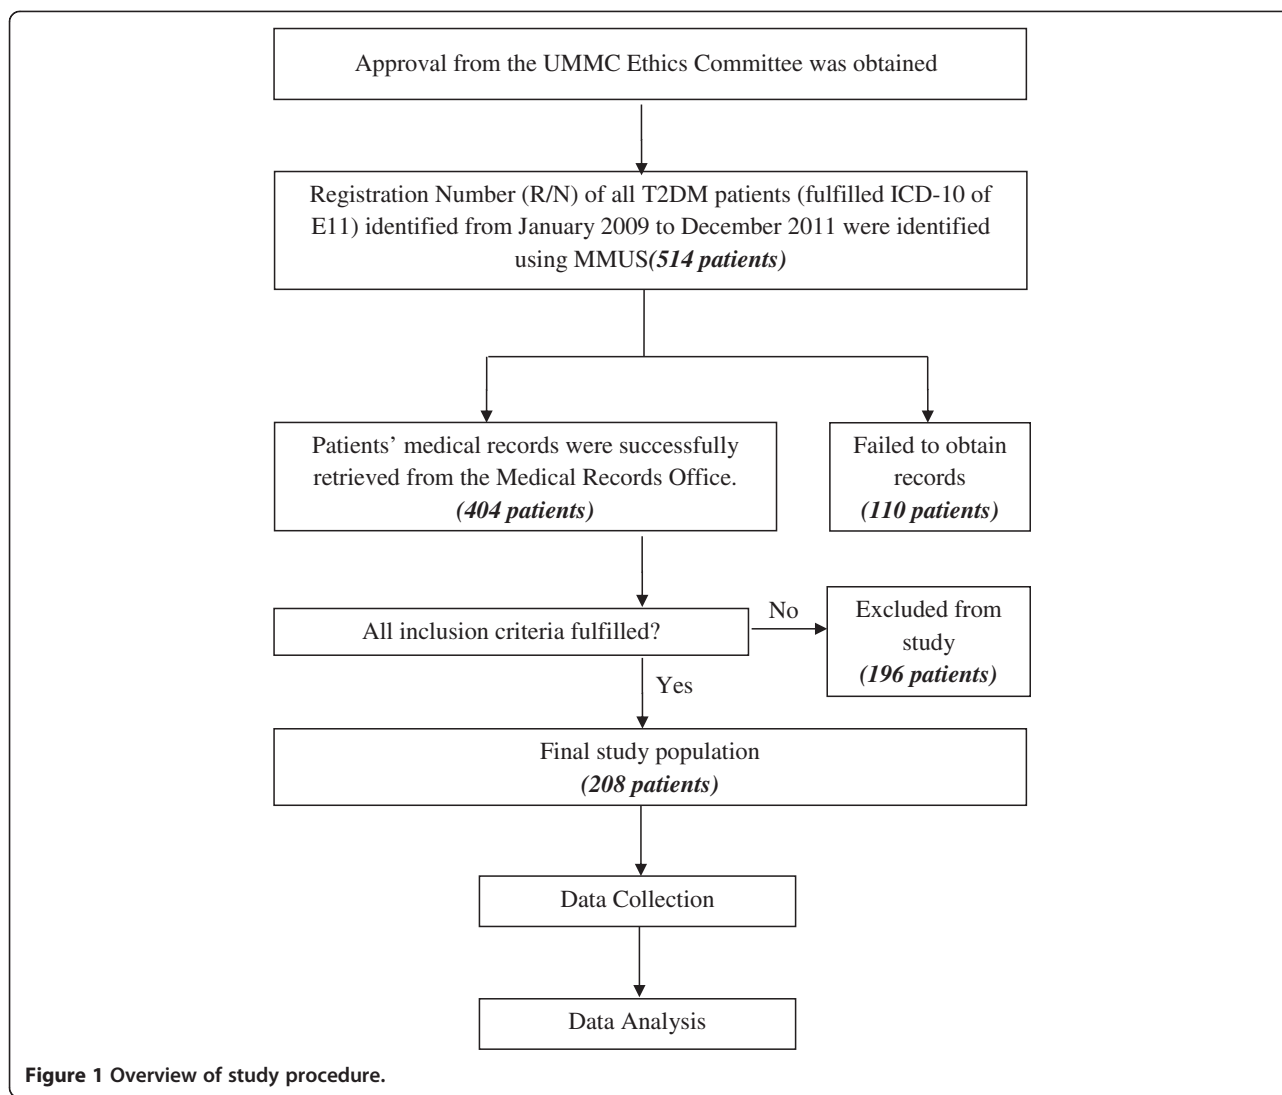 Approval from the UMMC Ethics Committee was obtained
Registration Number (R/N) of all T2DM patients (fulfilled ICD-10 of
E11) identified from January 2009 to December 2011 were identified
using MMUS(514 patients)
Patients’ medical records were successfully
retrieved from the Medical Records Office.
(404 patients)
Failed to obtain
records
(110 patients)
All inclusion criteria fulfilled?
No
Excluded from
study
(196 patients)
Yes
Final study population
(208 patients)
Data Collection
Data Analysis
Figure 1 Overview of study procedure.